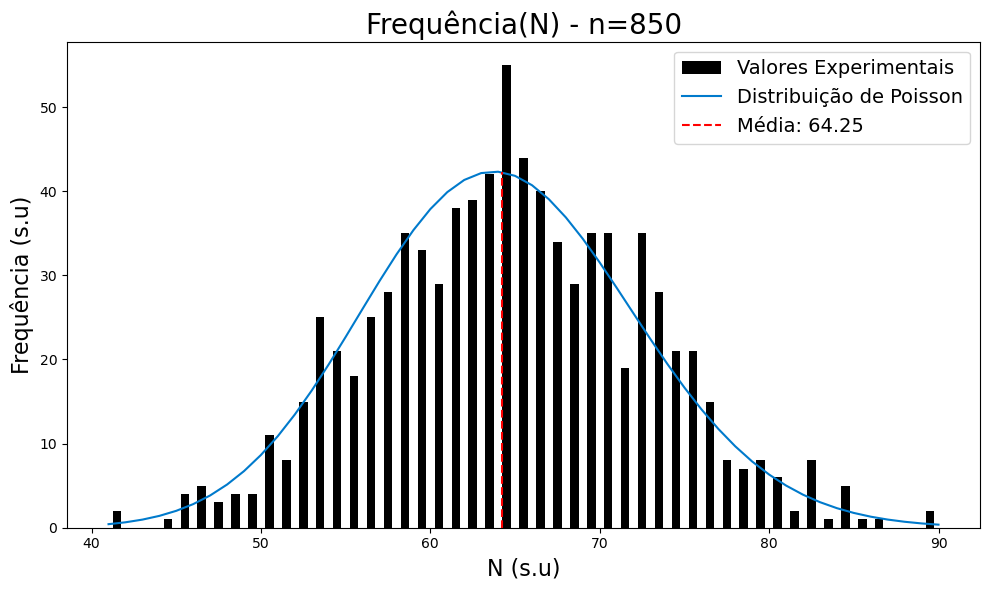 Frequência(N) - n=850
Valores Experimentais
Distribuição de Poisson
Média: 64.25
Frequência (s.u)
50
40
30
20
10
0
40 50 60 70 80 90
N (s.u)